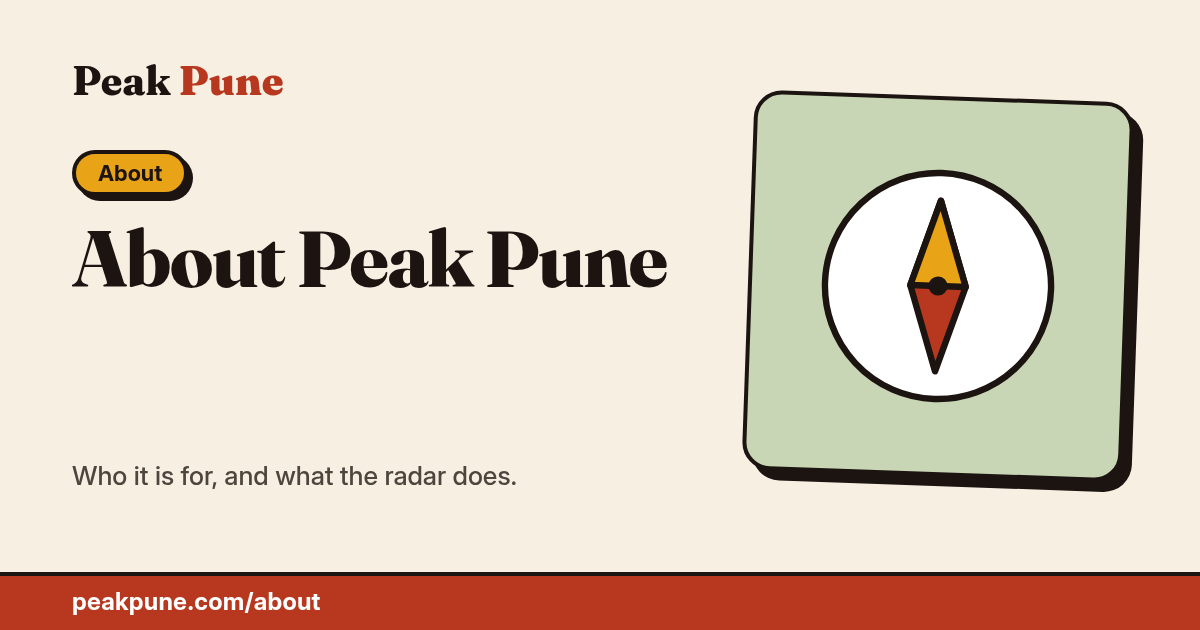 Peak Pune
About
About Peak Pune
Who it is for, and what the radar does.
peakpune.com/about